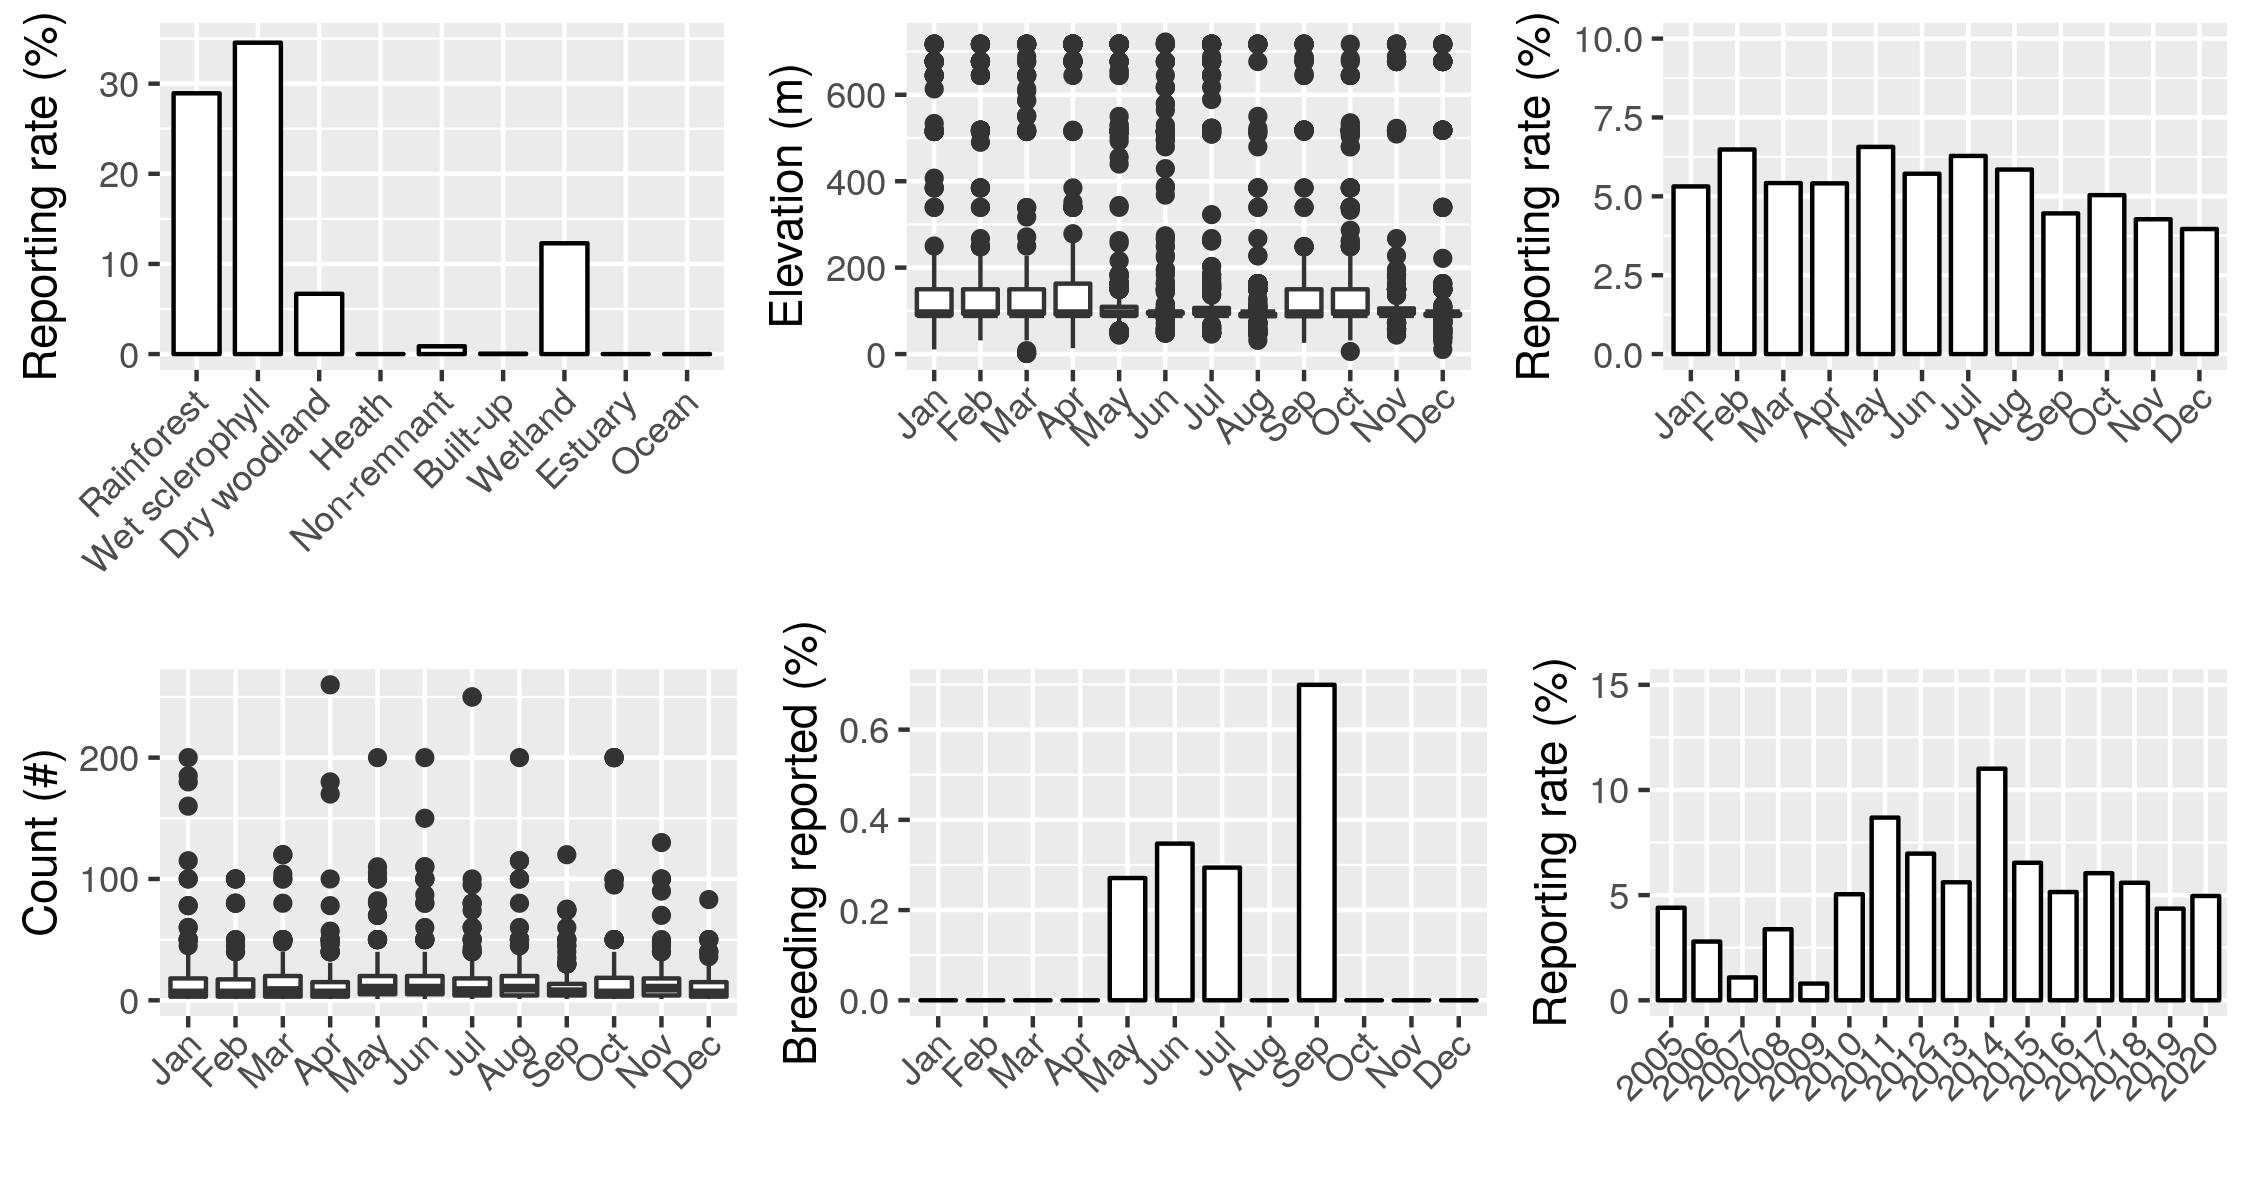 Reporting rate (%)
30
20
10
0
Rainforest
Wet sclerophyll
Dry woodland
Heath
Non-remnant
Built-up
Wetland
Estuary
Ocean
Elevation (m)
600
400
200
0
Jan
Feb
Mar
Apr
May
Jun
Jul
Aug
Sep
Oct
Nov
Dec
Reporting rate (%)
10.0
7.5
5.0
2.5
0.0
Jan
Feb
Mar
Apr
May
Jun
Jul
Aug
Sep
Oct
Nov
Dec
Count (#)
200
100
0
Jan
Feb
Mar
Apr
May
Jun
Jul
Aug
Sep
Oct
Nov
Dec
Breeding reported (%)
0.6
0.4
0.2
0.0
Jan
Feb
Mar
Apr
May
Jun
Jul
Aug
Sep
Oct
Nov
Dec
Reporting rate (%)
15
10
5
0
2005
2006
2007
2008
2009
2010
2011
2012
2013
2014
2015
2016
2017
2018
2019
2020